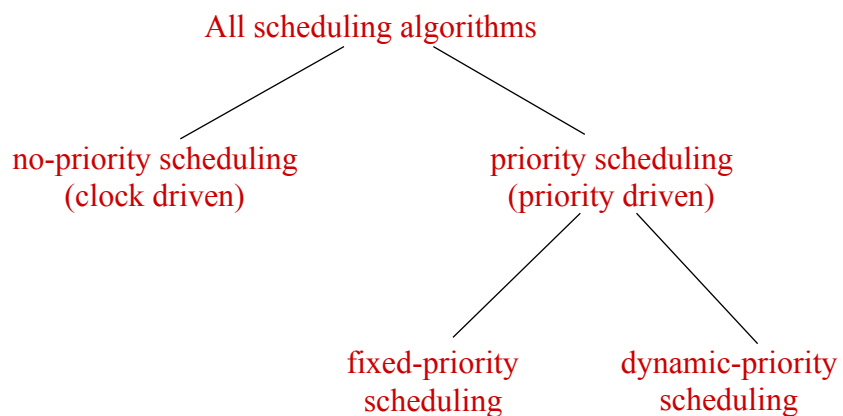 All scheduling algorithms
no-priority scheduling
(clock driven)
priority scheduling
(priority driven)
fixed-priority
scheduling
dynamic-priority
scheduling